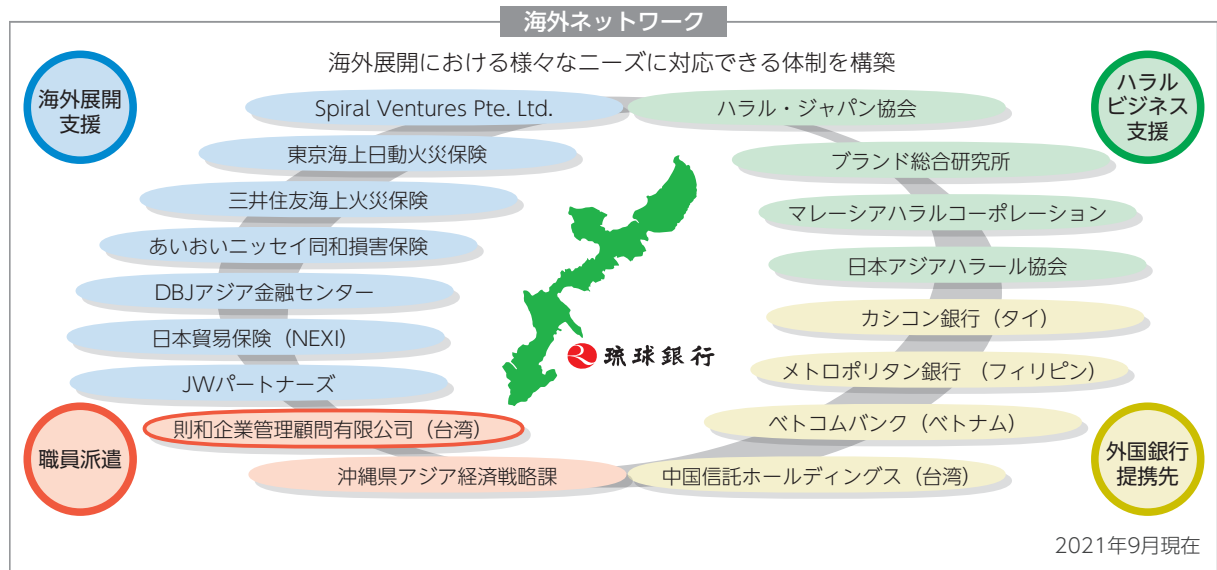 海外ネットワーク
海外展開における様々なニーズに対応できる体制を構築
海外展開
支援
Spiral Ventures Pte. Ltd.
東京海上日動火災保険
三井住友海上火災保険
あいおいニッセイ同和損害保険
DBJアジア金融センター
日本貿易保険（NEXI）
JWパートナーズ
職員派遣
則和企業管理顧問有限公司（台湾）
沖縄県アジア経済戦略課
琉球銀行
ハラル
ビジネス
支援
ハラル・ジャパン協会
ブランド総合研究所
マレーシアハラルコーポレーション
日本アジアハラール協会
カシコン銀行（タイ）
メトロポリタン銀行 （フィリピン）
ベトコムバンク（ベトナム）
中国信託ホールディングス（台湾）
外国銀行
提携先
2021年9月現在